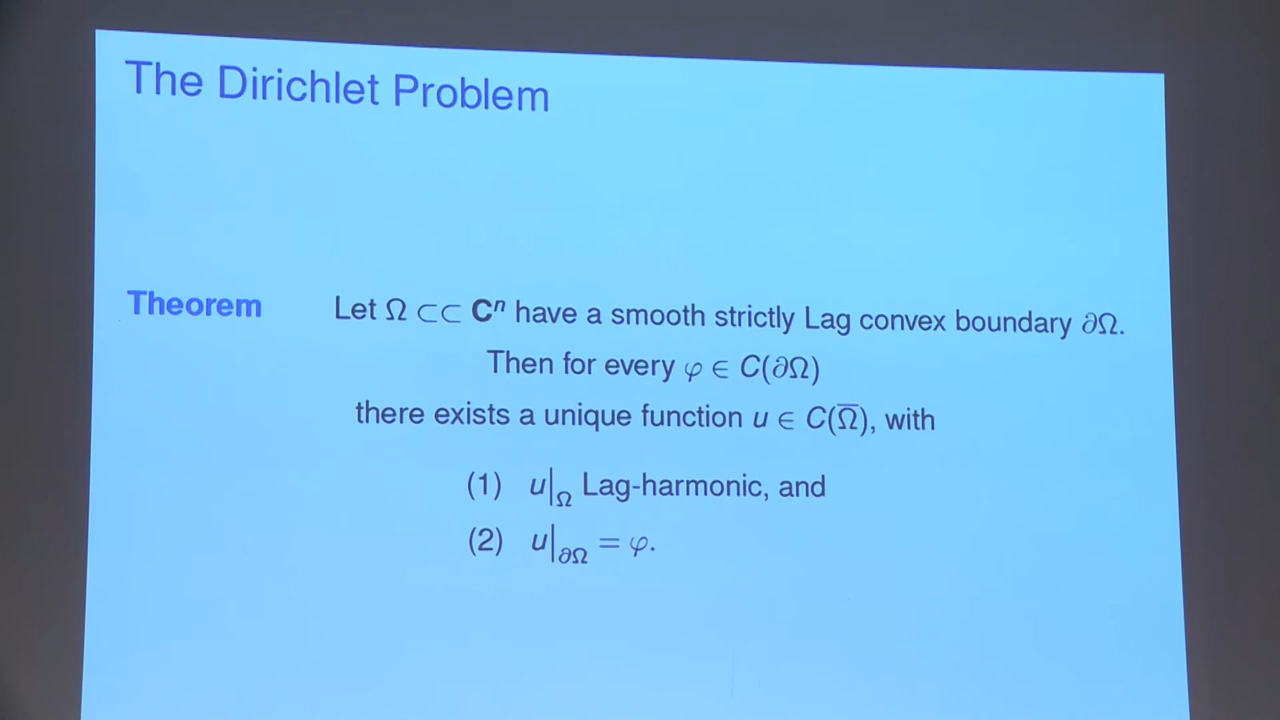 The Dirichlet Problem
Theorem Let Ω ⊂⊂ Cⁿ have a smooth strictly Lag convex boundary ∂Ω.
Then for every φ ∈ C(∂Ω)
there exists a unique function u ∈ C(Ω̅), with
(1) u|_Ω Lag-harmonic, and
(2) u|_∂Ω = φ.